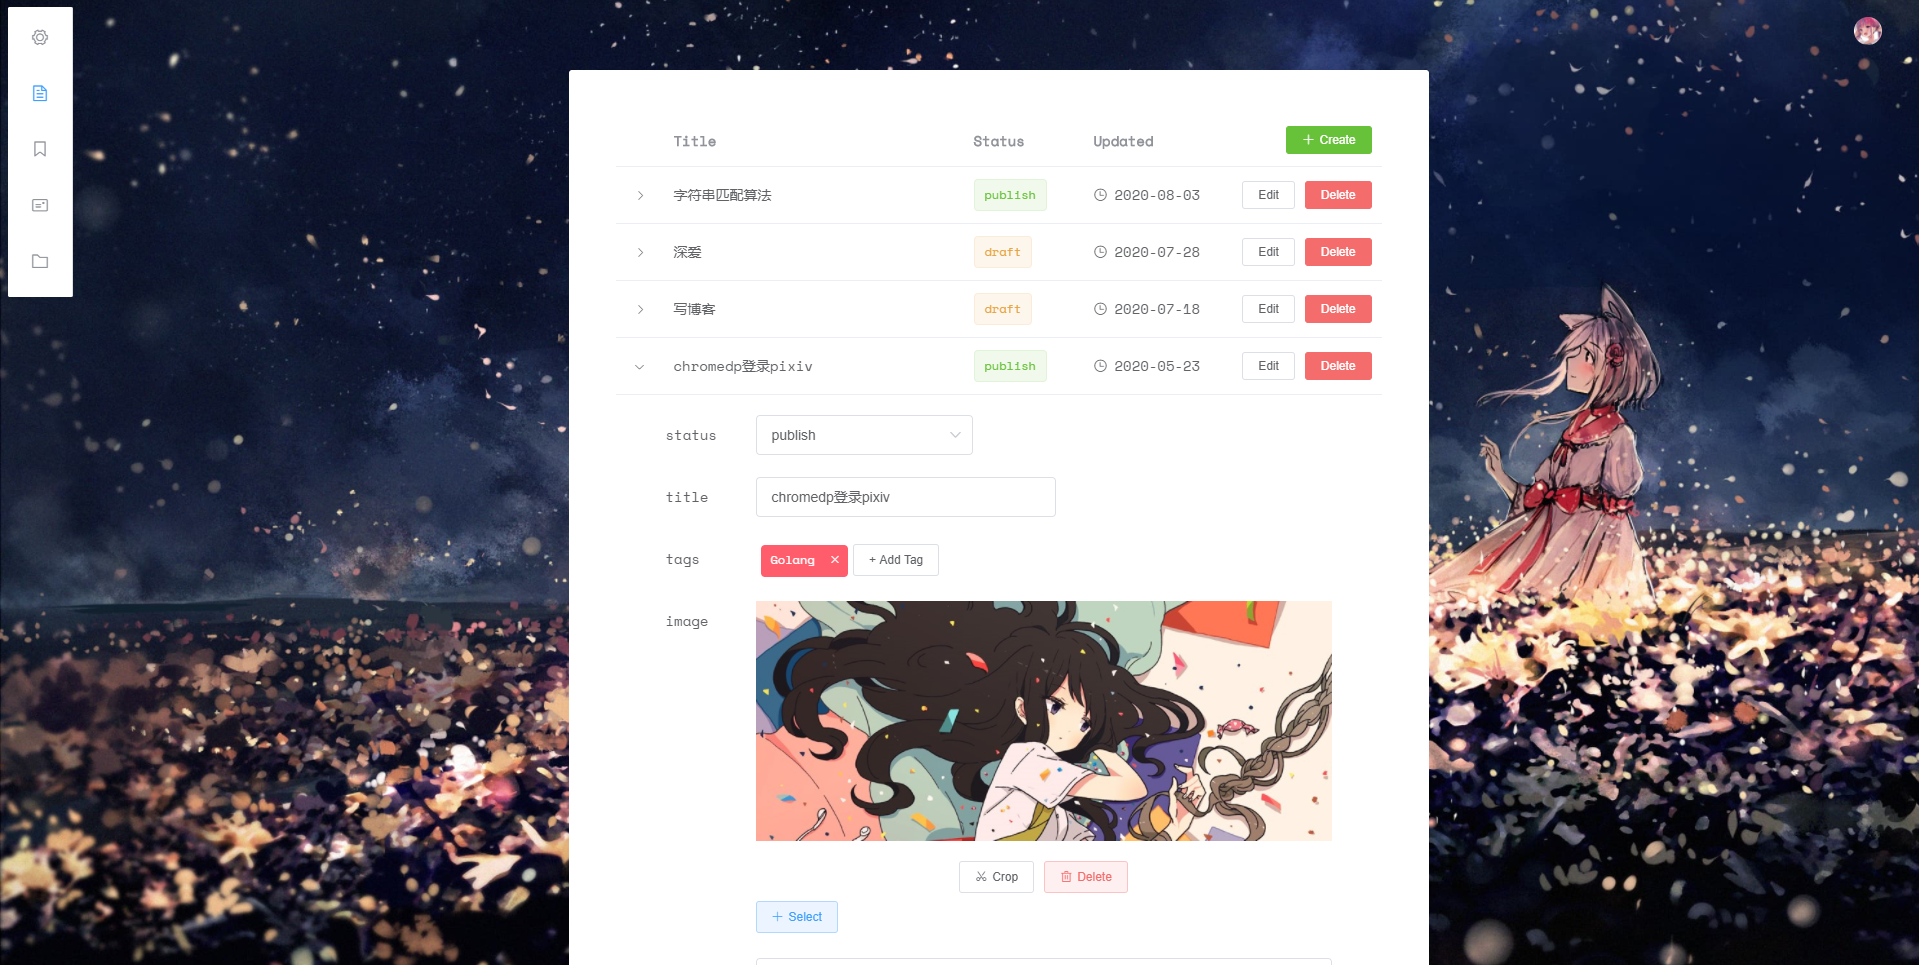 Title Status Updated + Create
字符串匹配算法 publish 2020-08-03 Edit Delete
深爱 draft 2020-07-28 Edit Delete
写博客 draft 2020-07-18 Edit Delete
chromedp登录pixiv publish 2020-05-23 Edit Delete
status publish
title chromedp登录pixiv
tags Golang × + Add Tag
image
Crop Delete
+ Select